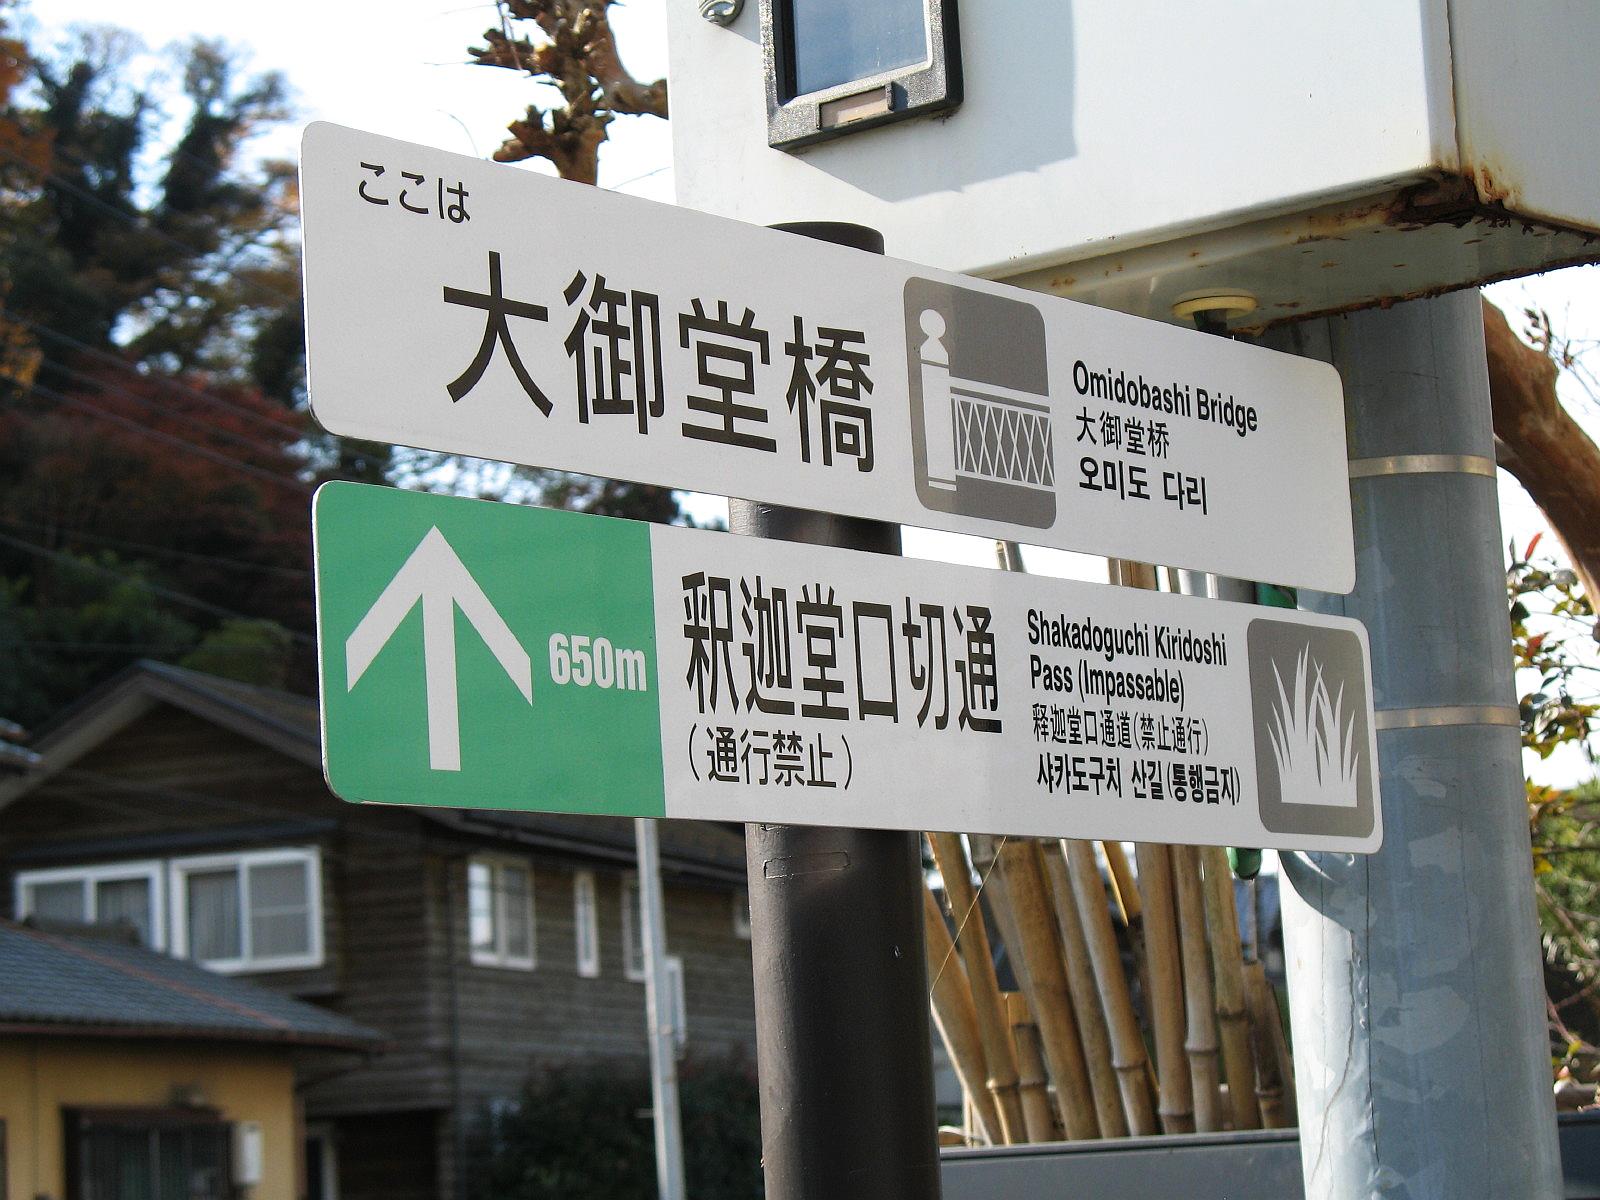 ここは
大御堂橋
Omidobashi Bridge
大御堂桥
오미도 다리
650m
釈迦堂口切通
(通行禁止)
Shakadoguchi Kiridoshi
Pass (Impassable)
释迦堂口通道(禁止通行)
샤카도구치 산길(통행금지)